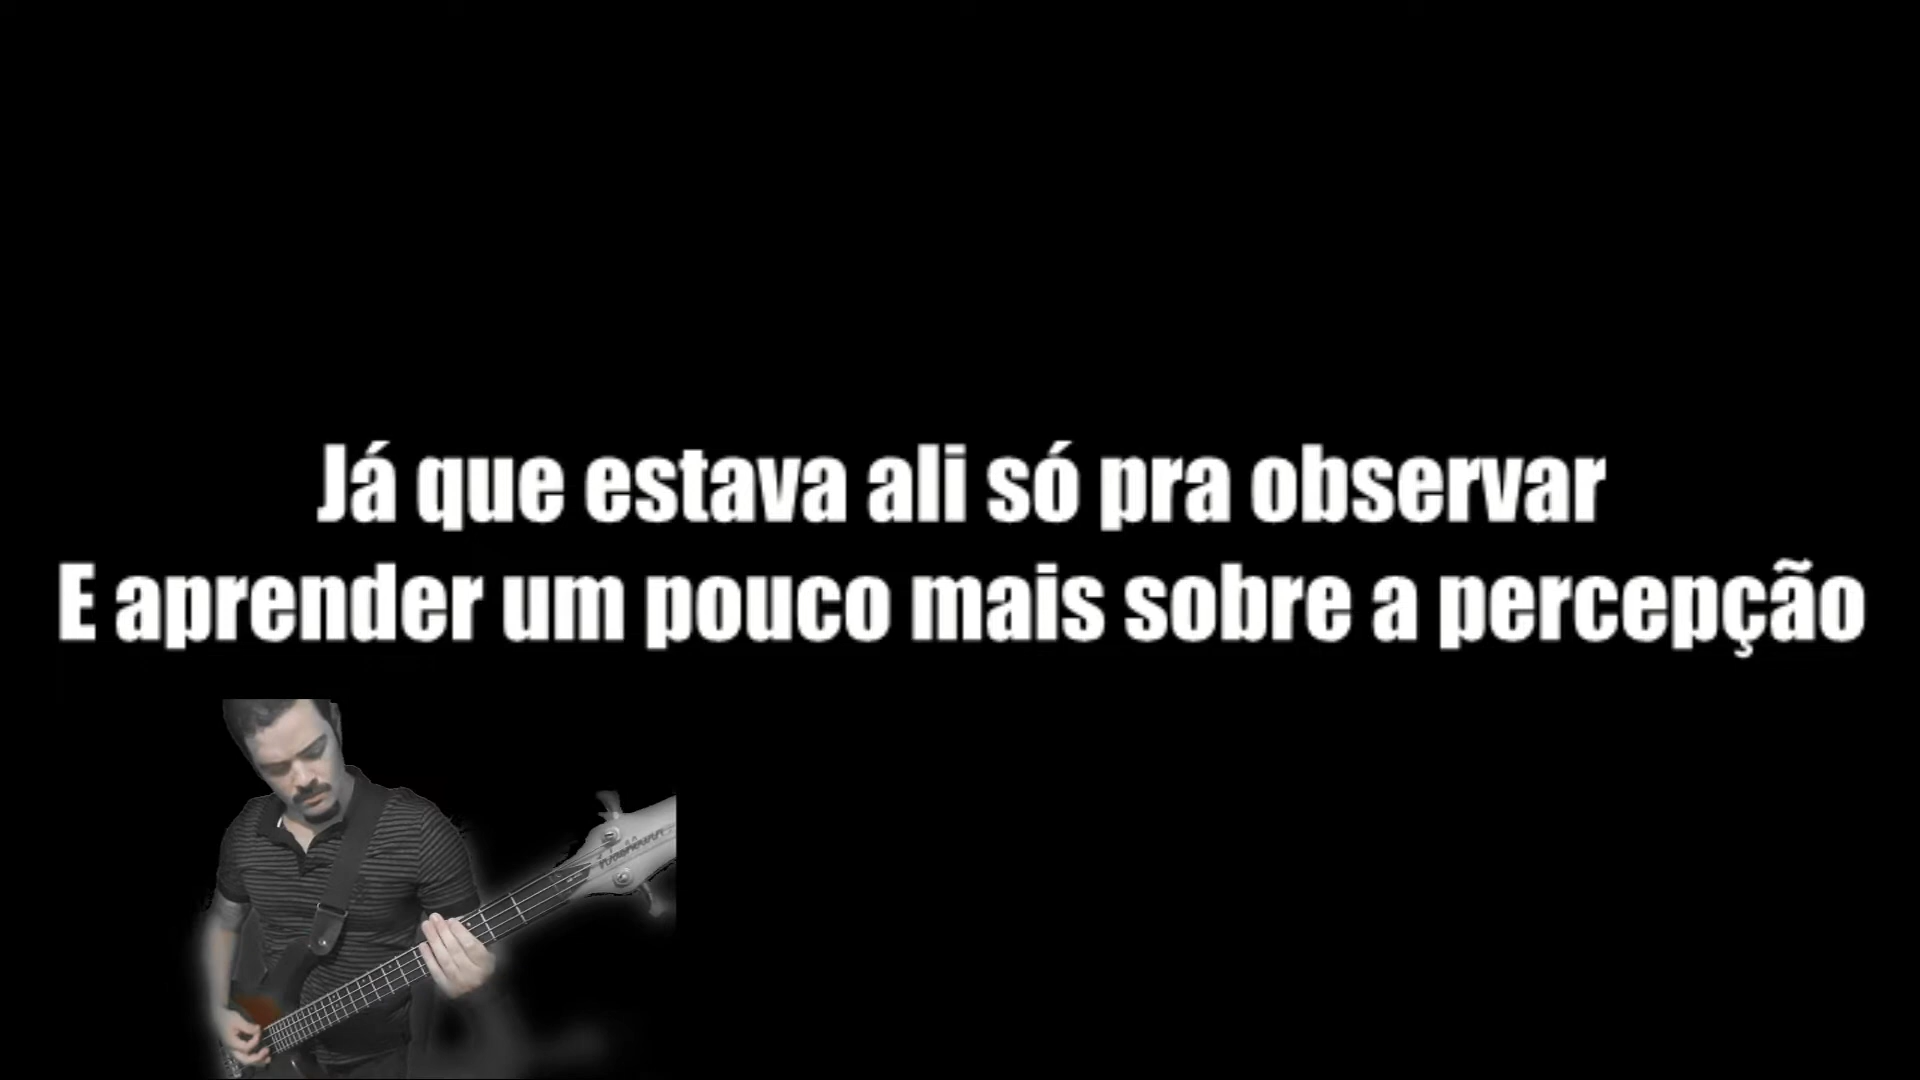 Já que estava ali só pra observar
E aprender um pouco mais sobre a percepção